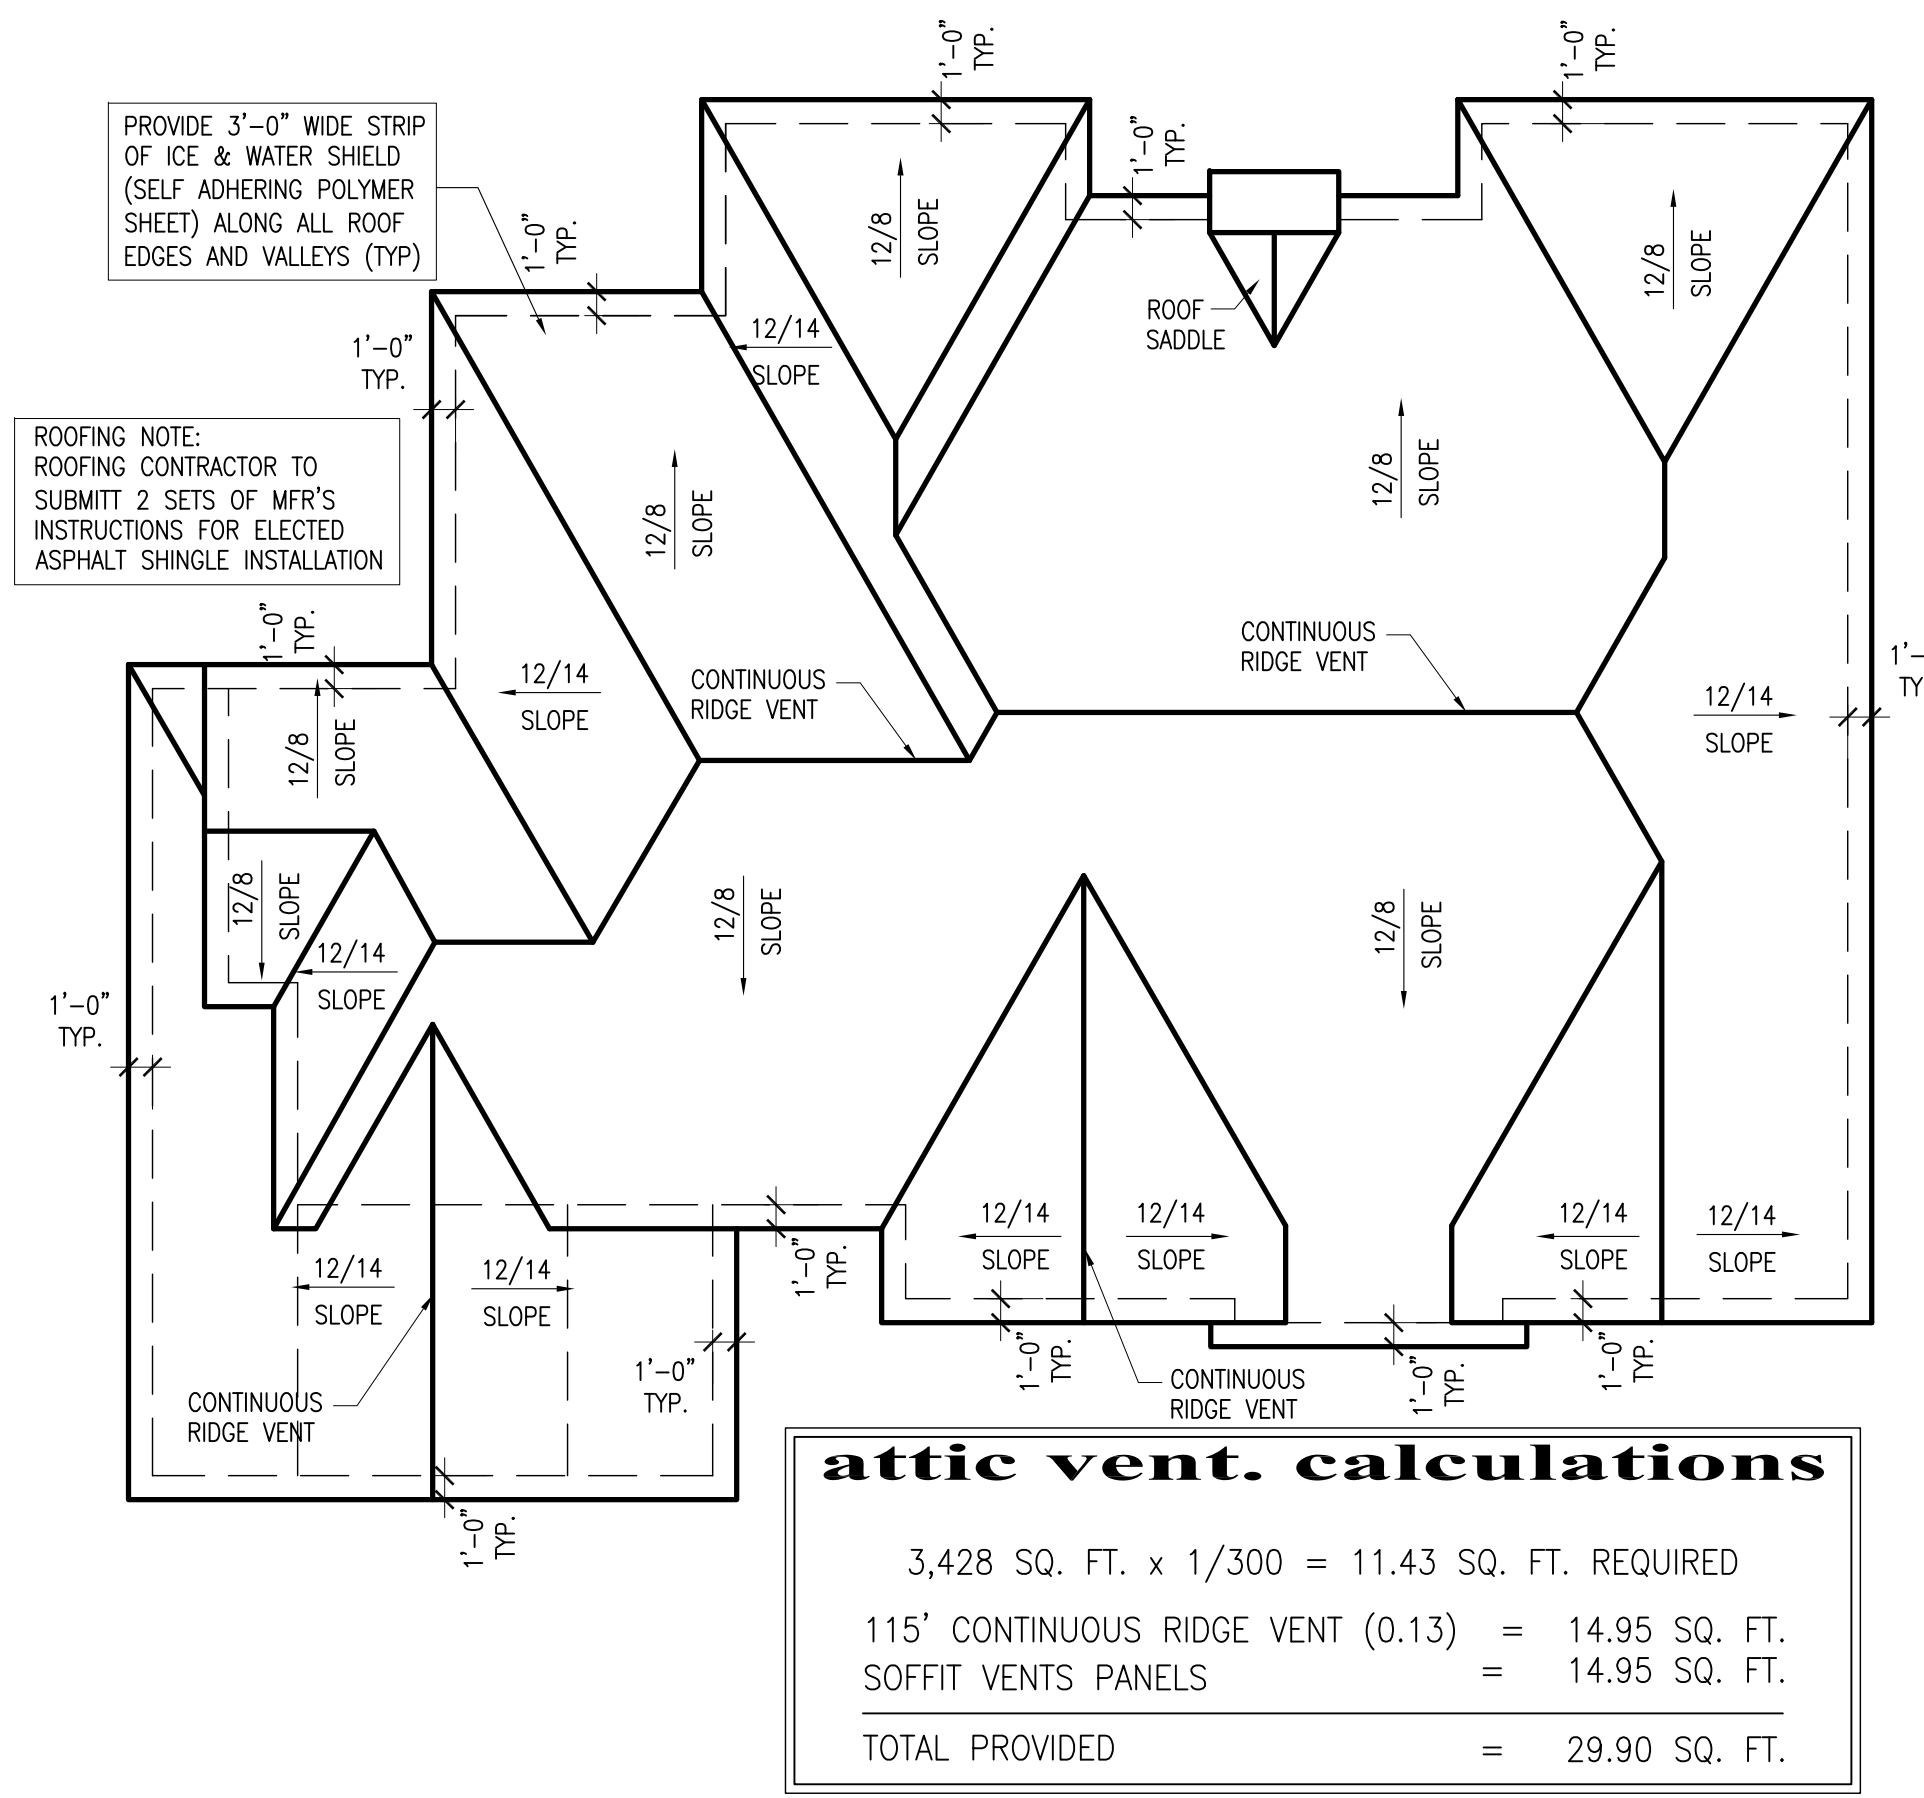 1'-0"
TYP.
1'-0"
TYP.
PROVIDE 3'-0" WIDE STRIP
OF ICE & WATER SHIELD
(SELF ADHERING POLYMER
SHEET) ALONG ALL ROOF
EDGES AND VALLEYS (TYP)
1'-0"
TYP.
1'-0"
TYP.
12/8
SLOPE
12/8
SLOPE
ROOF
SADDLE
12/14
SLOPE
1'-0"
TYP.
ROOFING NOTE:
ROOFING CONTRACTOR TO
SUBMITT 2 SETS OF MFR'S
INSTRUCTIONS FOR ELECTED
ASPHALT SHINGLE INSTALLATION
12/8
SLOPE
12/8
SLOPE
1'-0"
TYP.
CONTINUOUS
RIDGE VENT
1'-
TY
12/14
SLOPE
CONTINUOUS
RIDGE VENT
12/14
SLOPE
12/8
SLOPE
12/8
SLOPE
12/14
SLOPE
12/8
SLOPE
12/8
SLOPE
1'-0"
TYP.
12/14
SLOPE
12/14
SLOPE
12/14
SLOPE
12/14
SLOPE
12/14
SLOPE
12/14
SLOPE
1'-0"
TYP.
1'-0"
TYP.
1'-0"
TYP.
1'-0"
TYP.
1'-0"
TYP.
CONTINUOUS
RIDGE VENT
CONTINUOUS
RIDGE VENT
1'-0"
TYP.
attic vent. calculations
3,428 SQ. FT. x 1/300 = 11.43 SQ. FT. REQUIRED
115' CONTINUOUS RIDGE VENT (0.13) = 14.95 SQ. FT.
SOFFIT VENTS PANELS = 14.95 SQ. FT.
TOTAL PROVIDED = 29.90 SQ. FT.